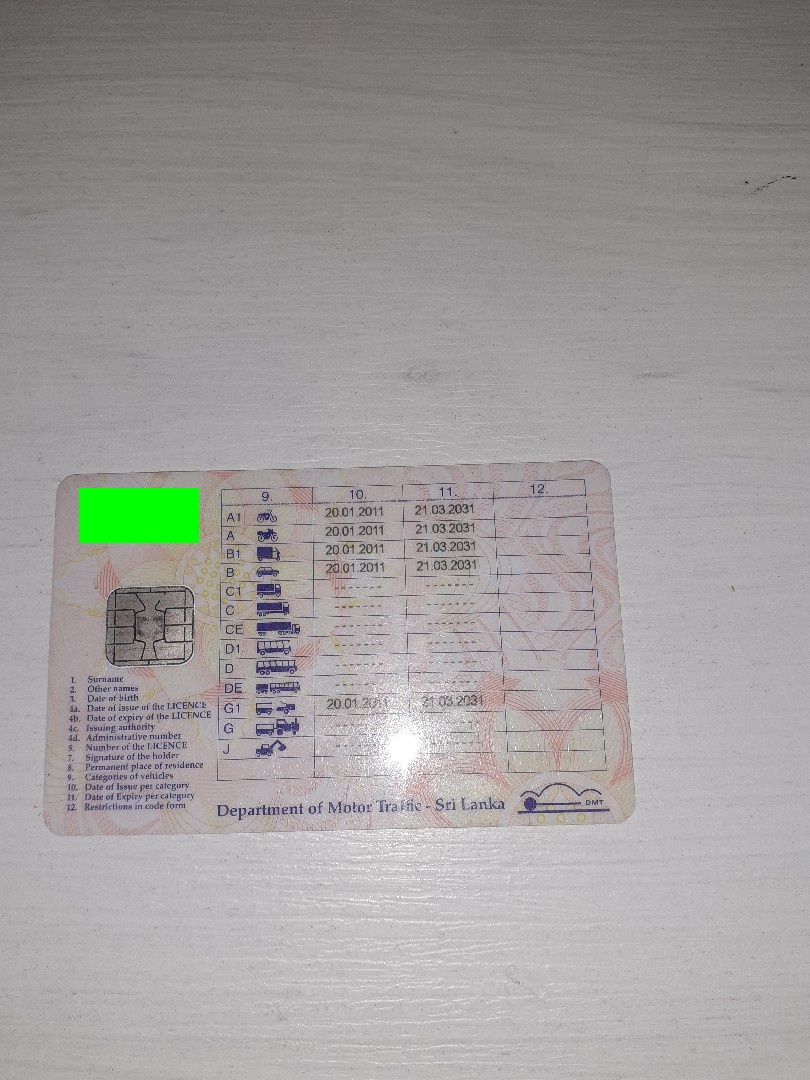 9. 10. 11. 12.
A1 20.01.2011 21.03.2031
A 20.01.2011 21.03.2031
B1 20.01.2011 21.03.2031
B 20.01.2011 21.03.2031
C1 -------- --------
C -------- --------
CE -------- --------
D1 -------- --------
D -------- --------
DE -------- --------
G1 20.01.2011 21.03.2031
G -------- --------
J -------- --------
1. Surname
2. Other names
3. Date of birth
4a. Date of issue of the LICENCE
4b. Date of expiry of the LICENCE
4c. Issuing authority
4d. Administrative number
5. Number of the LICENCE
7. Signature of the holder
8. Permanent place of residence
9. Categories of vehicles
10. Date of Issue per category
11. Date of Expiry per category
12. Restrictions in code form
Department of Motor Traffic - Sri Lanka
DMT